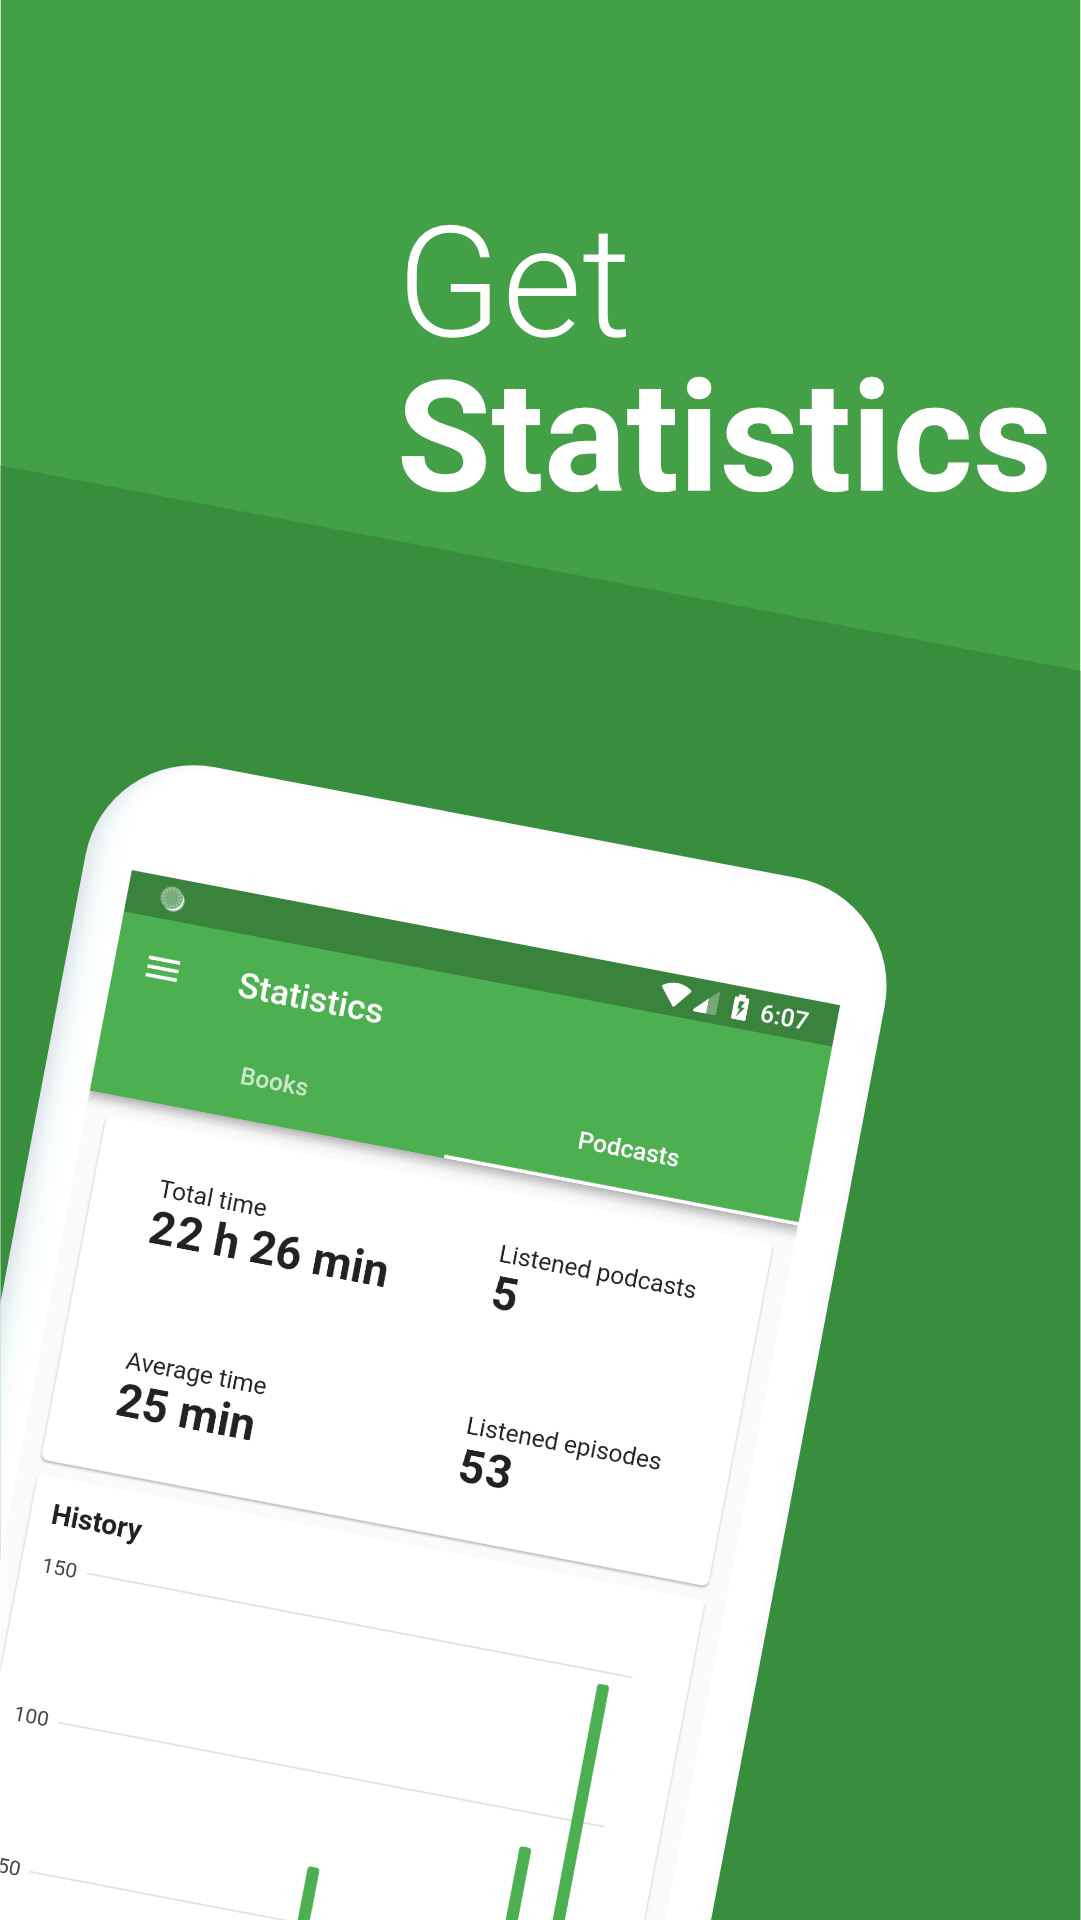 Get
Statistics
6:07
Statistics
Books
Podcasts
Total time
22 h 26 min
Listened podcasts
5
Average time
25 min
Listened episodes
53
History
150
100
50